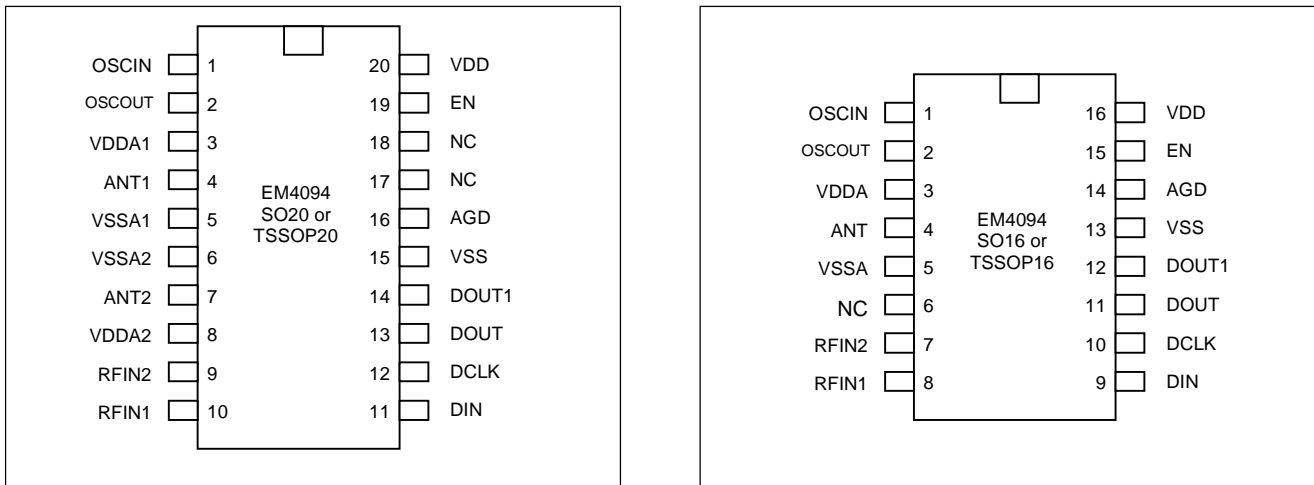 OSCIN 1 20 VDD
OSCOUT 2 19 EN
VDDA1 3 18 NC
ANT1 4 17 NC
VSSA1 5 16 AGD
VSSA2 6 15 VSS
ANT2 7 14 DOUT1
VDDA2 8 13 DOUT
RFIN2 9 12 DCLK
RFIN1 10 11 DIN
EM4094
SO20 or
TSSOP20
OSCIN 1 16 VDD
OSCOUT 2 15 EN
VDDA 3 14 AGD
ANT 4 13 VSS
VSSA 5 12 DOUT1
NC 6 11 DOUT
RFIN2 7 10 DCLK
RFIN1 8 9 DIN
EM4094
SO16 or
TSSOP16